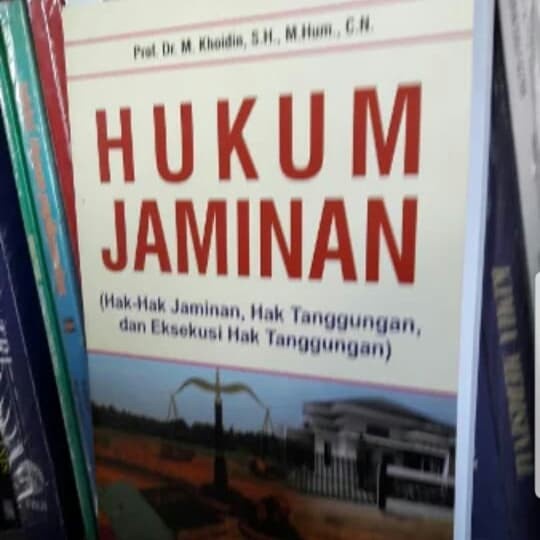 Prof. Dr. M. Khoidin, S.H., M.Hum., C.N.
HUKUM
JAMINAN
(Hak-Hak Jaminan, Hak Tanggungan,
dan Eksekusi Hak Tanggungan)